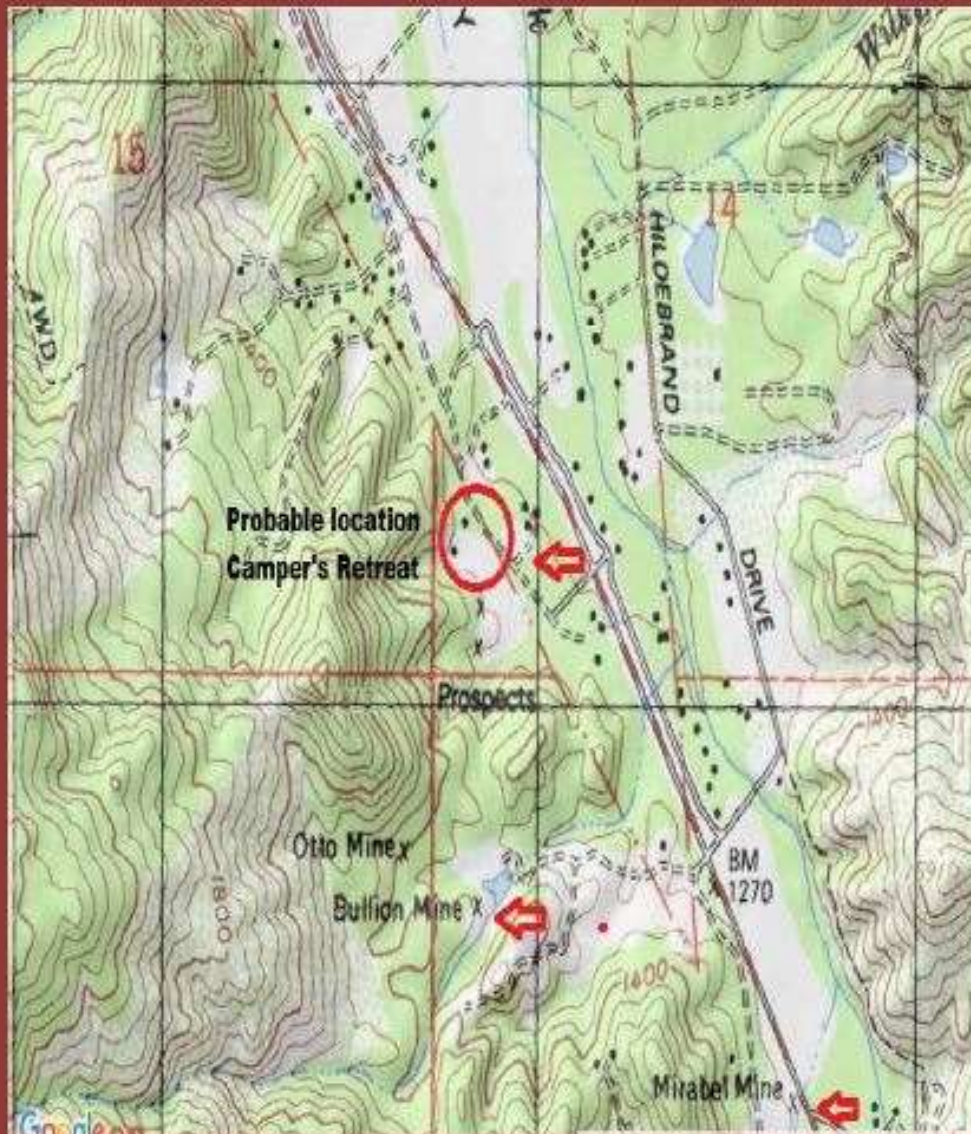 15
14
HILDEBRAND
4WD
1400
Probable location
Camper's Retreat
DRIVE
Prospects
1400
Otto Mine x
BM
1270
Bullion Mine X
1800
1400
Mirabel Mine
Google